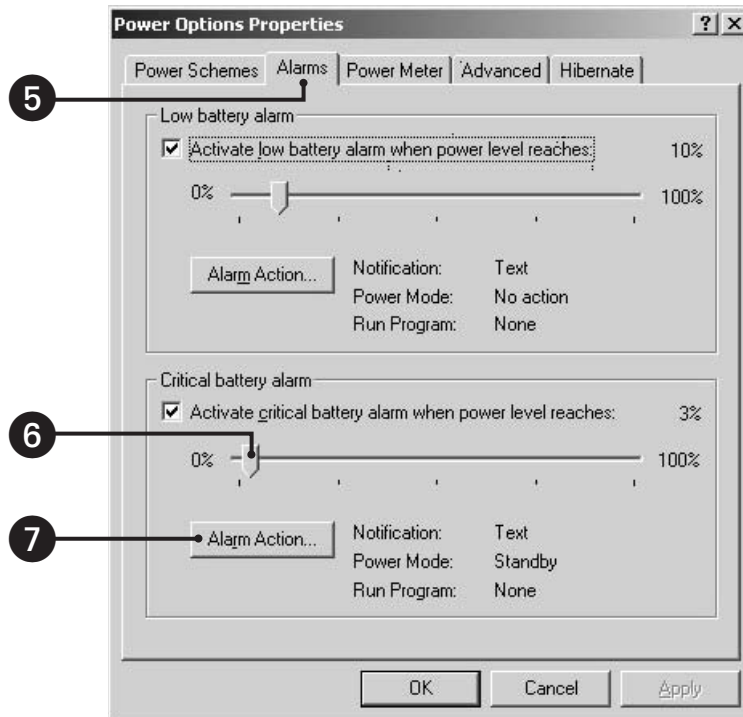 Power Options Properties ? ×
Power Schemes Alarms Power Meter Advanced Hibernate
5
Low battery alarm
Activate low battery alarm when power level reaches: 10%
0% 100%
Alarm Action... Notification: Text
Power Mode: No action
Run Program: None
Critical battery alarm
Activate critical battery alarm when power level reaches: 3%
6
0% 100%
7
Alarm Action... Notification: Text
Power Mode: Standby
Run Program: None
OK Cancel Apply